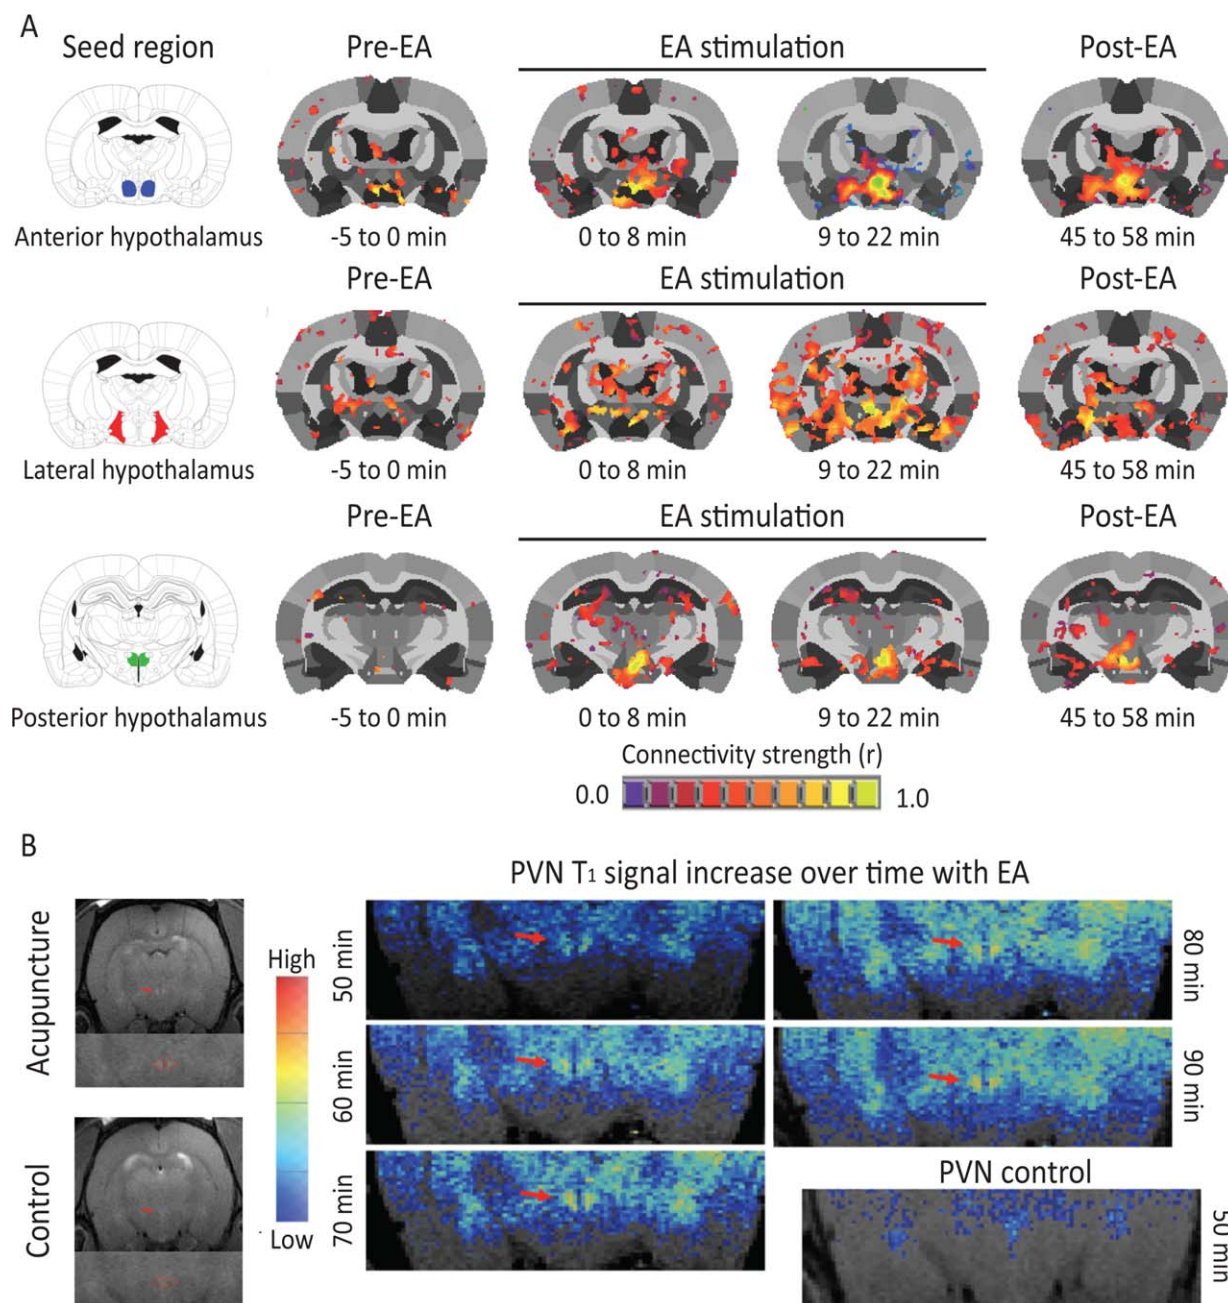 A
Seed region
Pre-EA
EA stimulation
Post-EA
Anterior hypothalamus
-5 to 0 min
0 to 8 min
9 to 22 min
45 to 58 min
Pre-EA
EA stimulation
Post-EA
Lateral hypothalamus
-5 to 0 min
0 to 8 min
9 to 22 min
45 to 58 min
Pre-EA
EA stimulation
Post-EA
Posterior hypothalamus
-5 to 0 min
0 to 8 min
9 to 22 min
45 to 58 min
Connectivity strength (r)
0.0
1.0
B
PVN T1 signal increase over time with EA
Acupuncture
Control
High
Low
50 min
60 min
70 min
80 min
90 min
PVN control
50 min